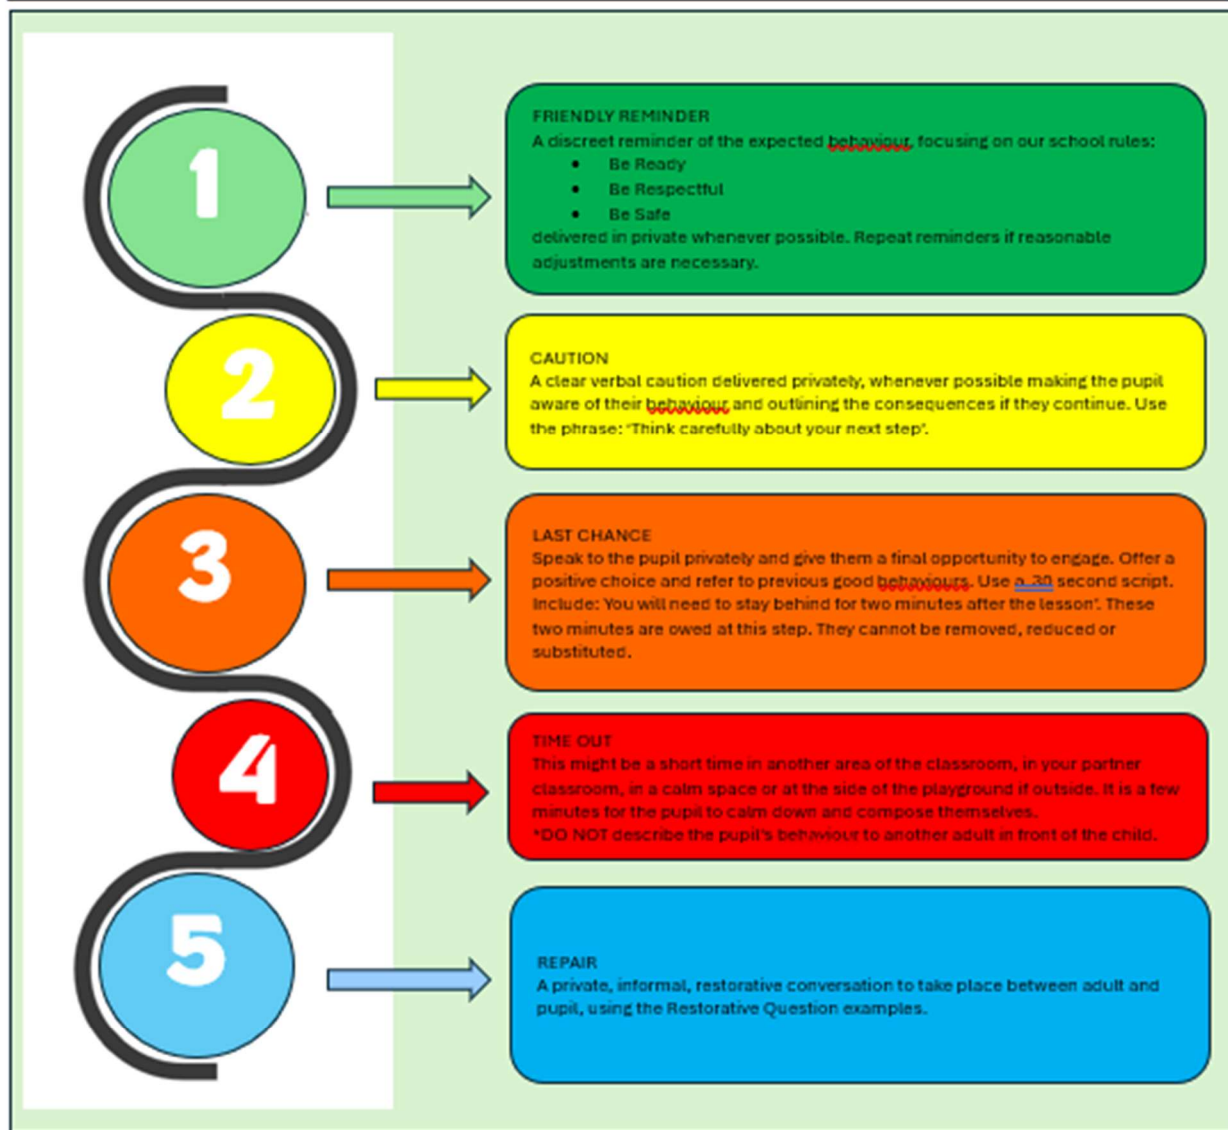 1
FRIENDLY REMINDER
A discreet reminder of the expected behaviour, focusing on our school rules:
• Be Ready
• Be Respectful
• Be Safe
delivered in private whenever possible. Repeat reminders if reasonable
adjustments are necessary.
2
CAUTION
A clear verbal caution delivered privately, whenever possible making the pupil
aware of their behaviour and outlining the consequences if they continue. Use
the phrase: ‘Think carefully about your next step’.
3
LAST CHANCE
Speak to the pupil privately and give them a final opportunity to engage. Offer a
positive choice and refer to previous good behaviours. Use a 30 second script.
Include: You will need to stay behind for two minutes after the lesson’. These
two minutes are owed at this step. They cannot be removed, reduced or
substituted.
4
TIME OUT
This might be a short time in another area of the classroom, in your partner
classroom, in a calm space or at the side of the playground if outside. It is a few
minutes for the pupil to calm down and compose themselves.
*DO NOT describe the pupil’s behaviour to another adult in front of the child.
5
REPAIR
A private, informal, restorative conversation to take place between adult and
pupil, using the Restorative Question examples.